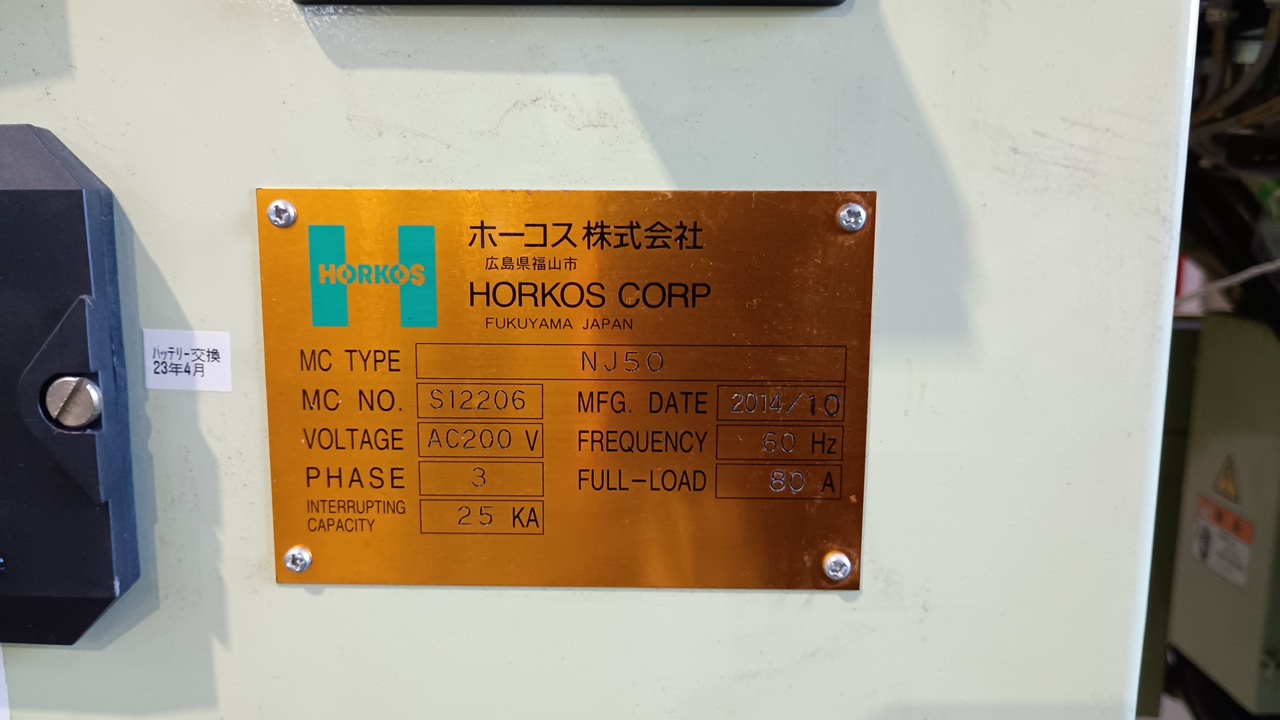 HORKOS
ホーコス株式会社
広島県福山市
HORKOS CORP
FUKUYAMA JAPAN
MC TYPE NJ50
MC NO. S12206 MFG. DATE 2014/10
VOLTAGE AC200 V FREQUENCY 60 Hz
PHASE 3 FULL-LOAD 80 A
INTERRUPTING
CAPACITY 25 KA
バッテリー交換
23年4月